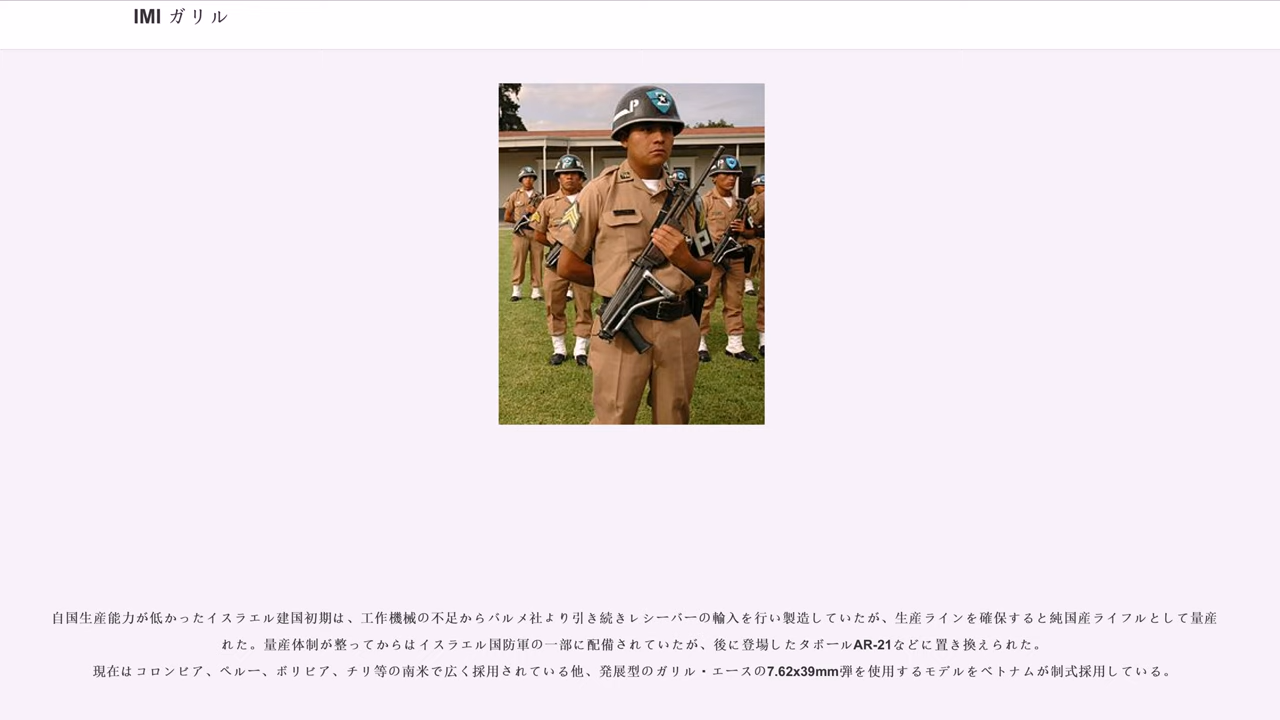 IMI ガリル
P
P
自国生産能力が低かったイスラエル建国初期は、工作機械の不足からバルメ社より引き続きレシーバーの輸入を行い製造していたが、生産ラインを確保すると純国産ライフルとして量産
れた。量産体制が整ってからはイスラエル国防軍の一部に配備されていたが、後に登場したタボールAR-21などに置き換えられた。
現在はコロンビア、ペルー、ボリビア、チリ等の南米で広く採用されている他、発展型のガリル・エースの7.62x39mm弾を使用するモデルをベトナムが制式採用している。